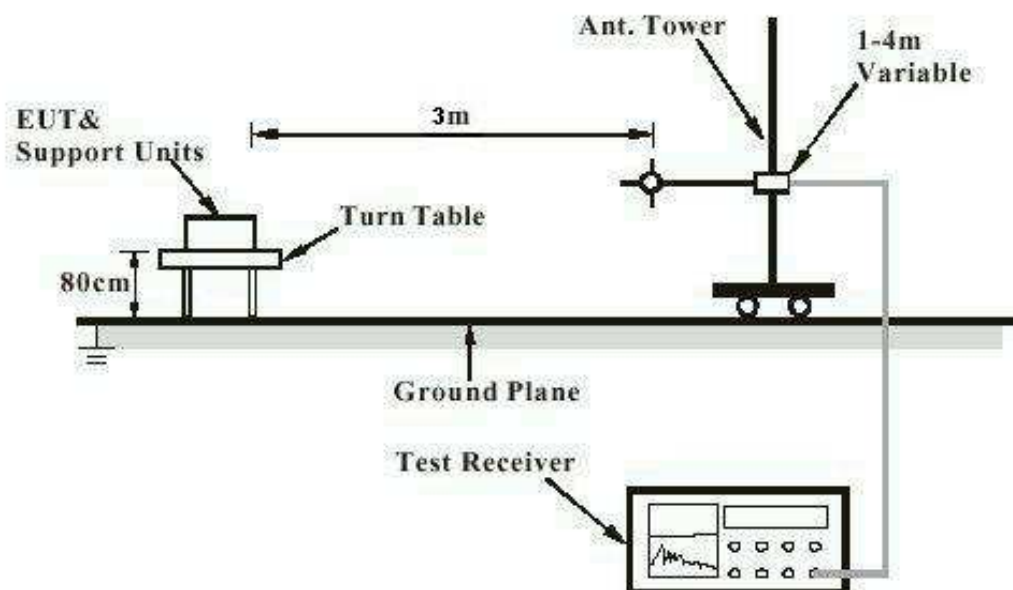 Ant. Tower
1-4m
Variable
3m
EUT&
Support Units
Turn Table
80cm
Ground Plane
Test Receiver